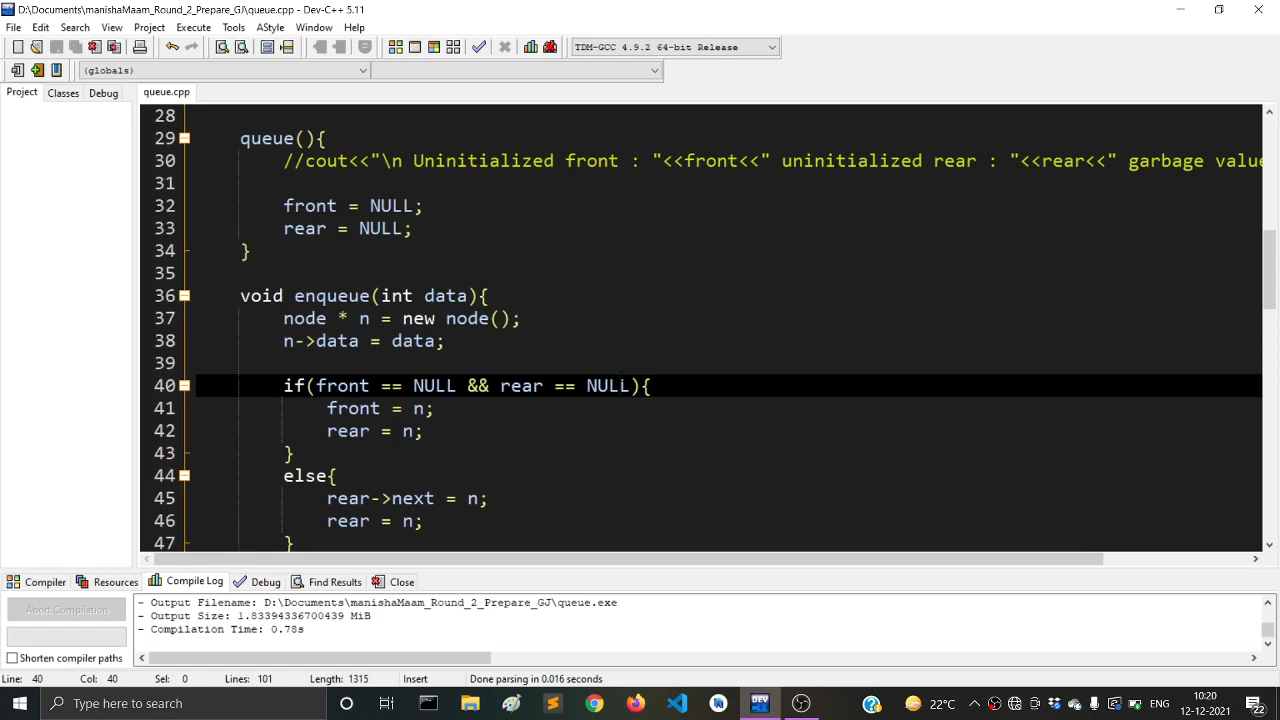 D:\Documents\manishaMaam_Round_2_Prepare_GJ\queue.cpp - Dev-C++ 5.11
File Edit Search View Project Execute Tools AStyle Window Help
TDM-GCC 4.9.2 64-bit Release
(globals)
Project Classes Debug queue.cpp
28
29 queue(){
30 //cout<<"\n Uninitialized front : "<<front<<" uninitialized rear : "<<rear<<" garbage value
31
32 front = NULL;
33 rear = NULL;
34 }
35
36 void enqueue(int data){
37 node * n = new node();
38 n->data = data;
39
40 if(front == NULL && rear == NULL){
41 front = n;
42 rear = n;
43 }
44 else{
45 rear->next = n;
46 rear = n;
47 }
Compiler Resources Compile Log Debug Find Results Close
Abort Compilation
Shorten compiler paths
- Output Filename: D:\Documents\manishaMaam_Round_2_Prepare_GJ\queue.exe
- Output Size: 1.83394336700439 MiB
- Compilation Time: 0.78s
Line: 40 Col: 40 Sel: 0 Lines: 101 Length: 1315 Insert Done parsing in 0.016 seconds
Type here to search
22°C ENG
10:20
12-12-2021
22